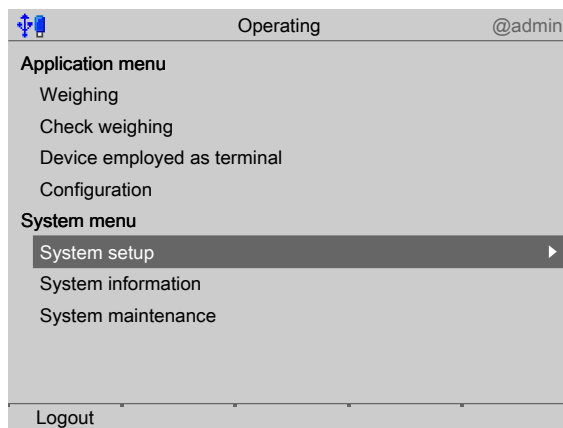 Operating @admin
Application menu
Weighing
Check weighing
Device employed as terminal
Configuration
System menu
System setup
System information
System maintenance
Logout